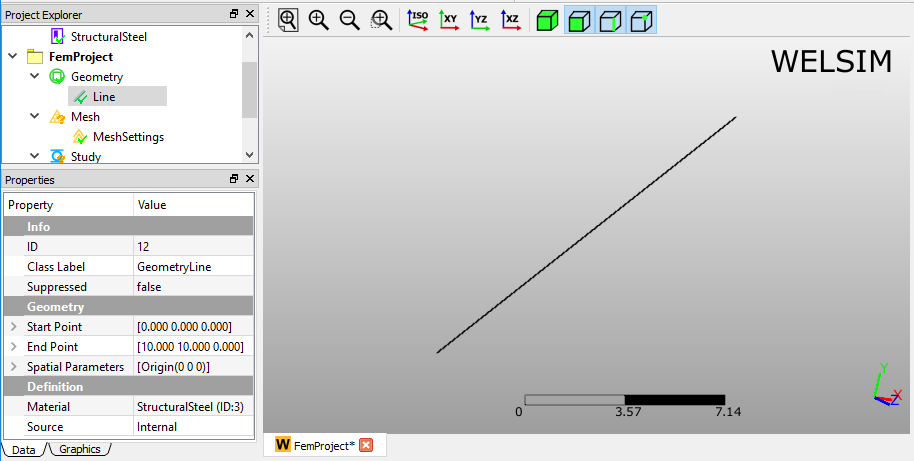 Project Explorer
StructuralSteel
FemProject
Geometry
Line
Mesh
MeshSettings
Study
Properties
Property Value
Info
ID 12
Class Label GeometryLine
Suppressed false
Geometry
Start Point [0.000 0.000 0.000]
End Point [10.000 10.000 0.000]
Spatial Parameters [Origin(0 0 0)]
Definition
Material StructuralSteel (ID:3)
Source Internal
Data Graphics
ISO XY YZ XZ
WELSIM
0 3.57 7.14
Y
X
Z
W FemProject*